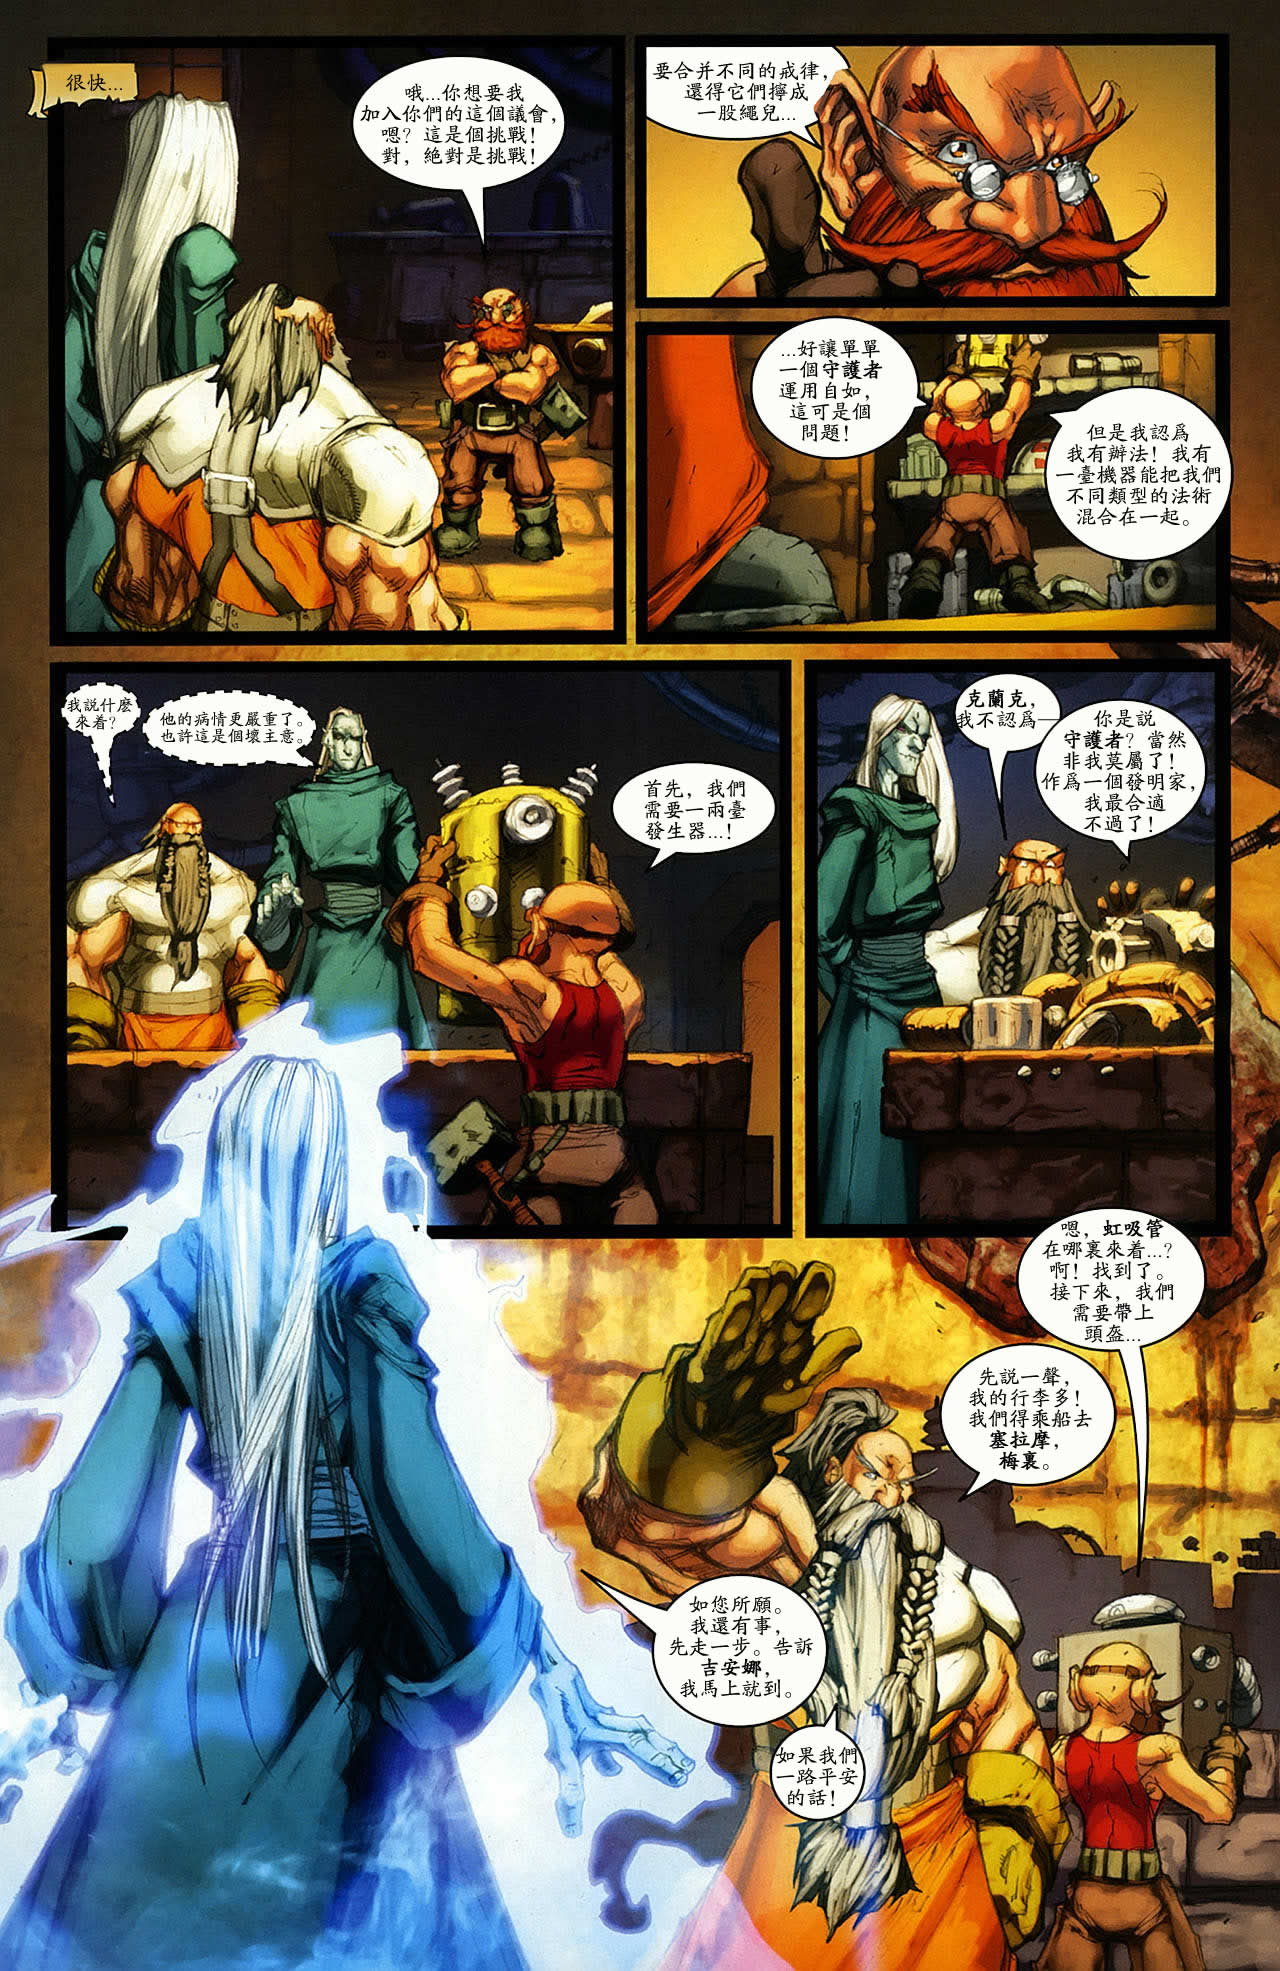 很快...
哦...你想要我
加入你們的這個議會，
嗯？這是個挑戰！
對，絕對是挑戰！
要合并不同的戒律，
還得它們擰成
一股繩兒...
...好讓單單
一個守護者
運用自如，
這可是個
問題！
但是我認爲
我有辦法！我有
一臺機器能把我們
不同類型的法術
混合在一起。
我説什麽
來着？
他的病情更嚴重了。
也許這是個壞主意。
首先，我們
需要一兩臺
發生器...！
克蘭克，
我不認爲—
你是説
守護者？當然
非我莫屬了！
作爲一個發明家，
我最合適
不過了！
嗯，虹吸管
在哪裏來着...？
啊！找到了。
接下來，我們
需要帶上
頭盔...
先説一聲，
我的行李多！
我們得乘船去
塞拉摩，
梅裏。
如您所願。
我還有事，
先走一步。告訴
吉安娜，
我馬上就到。
如果我們
一路平安
的話！